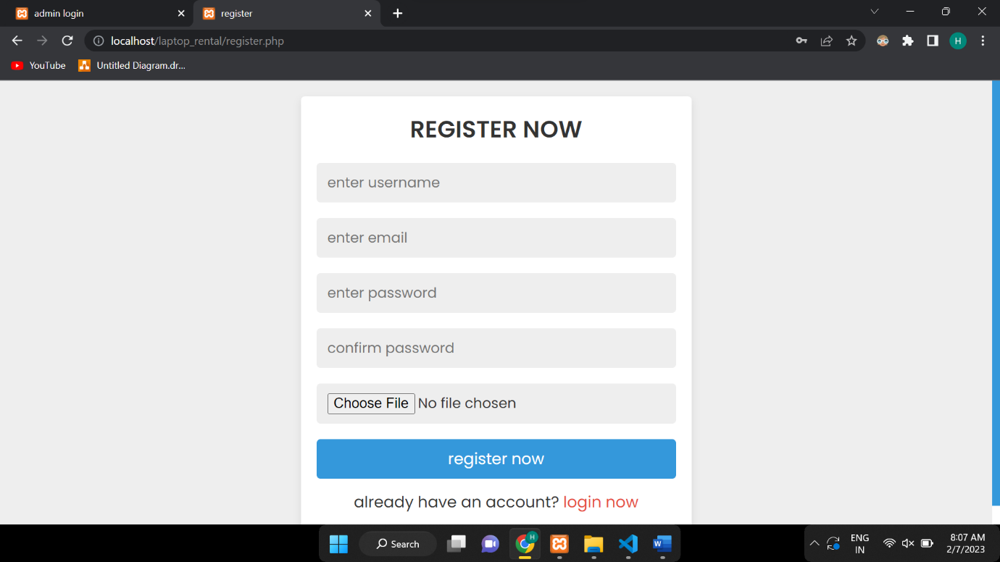 admin login
register
localhost/laptop_rental/register.php
H
YouTube
Untitled Diagram.dr...
REGISTER NOW
enter username
enter email
enter password
confirm password
Choose File No file chosen
register now
already have an account? login now
Search
H
ENG
IN
8:07 AM
2/7/2023